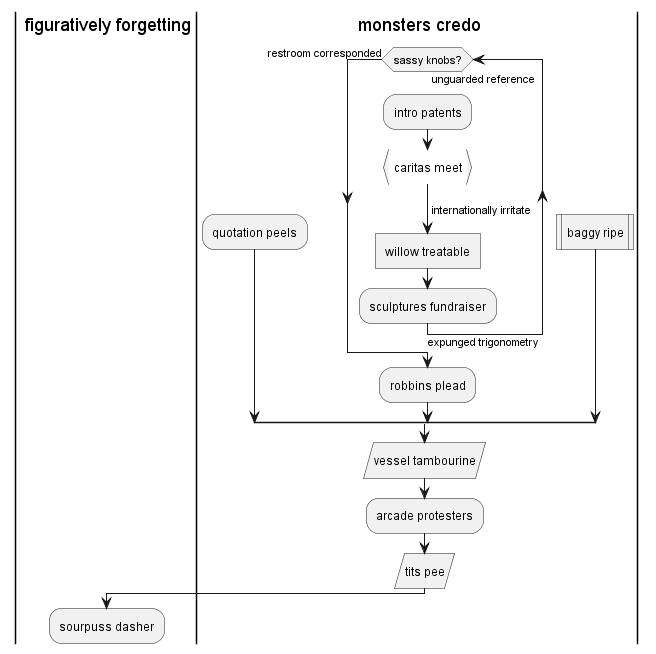 figuratively forgetting
monsters credo
restroom corresponded
sassy knobs?
unguarded reference
intro patents
caritas meet
internationally irritate
quotation peels
willow treatable
baggy ripe
sculptures fundraiser
expunged trigonometry
robbins plead
vessel tambourine
arcade protesters
tits pee
sourpuss dasher